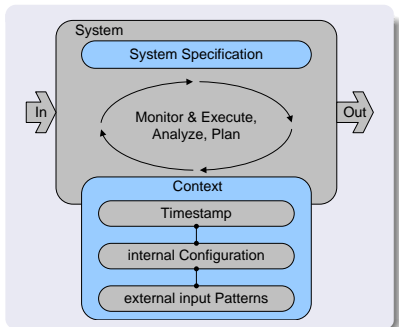 System
System Specification
In
Monitor & Execute,
Analyze, Plan
Out
Context
Timestamp
internal Configuration
external input Patterns